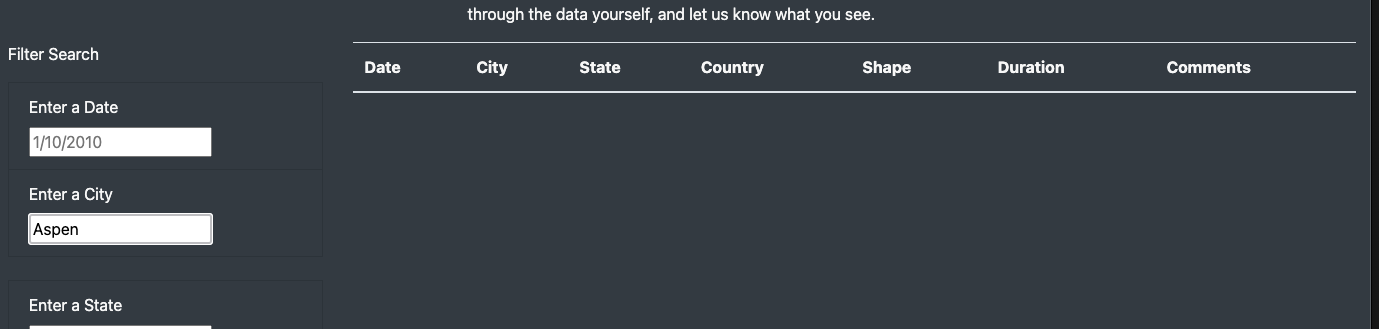 through the data yourself, and let us know what you see.
Filter Search
Date City State Country Shape Duration Comments
Enter a Date
1/10/2010
Enter a City
Aspen
Enter a State